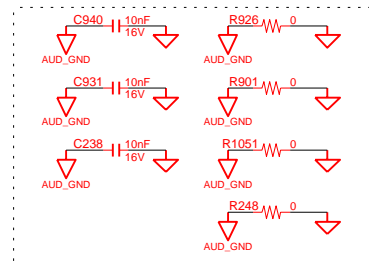 C940 10nF
16V
AUD_GND
R926 0
AUD_GND
C931 10nF
16V
AUD_GND
R901 0
AUD_GND
C238 10nF
16V
AUD_GND
R1051 0
AUD_GND
R248 0
AUD_GND